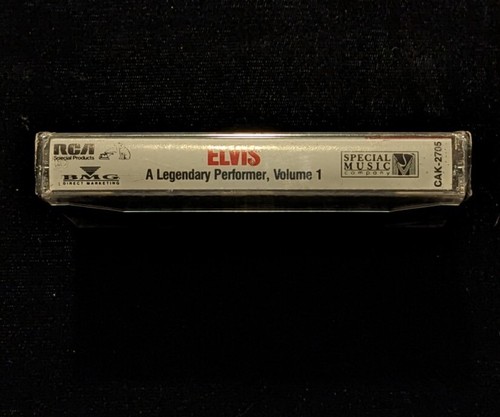 RCA
Special Products
BMG
DIRECT MARKETING
ELVIS
A Legendary Performer, Volume 1
SPECIAL
MUSIC
company
CAK-2705